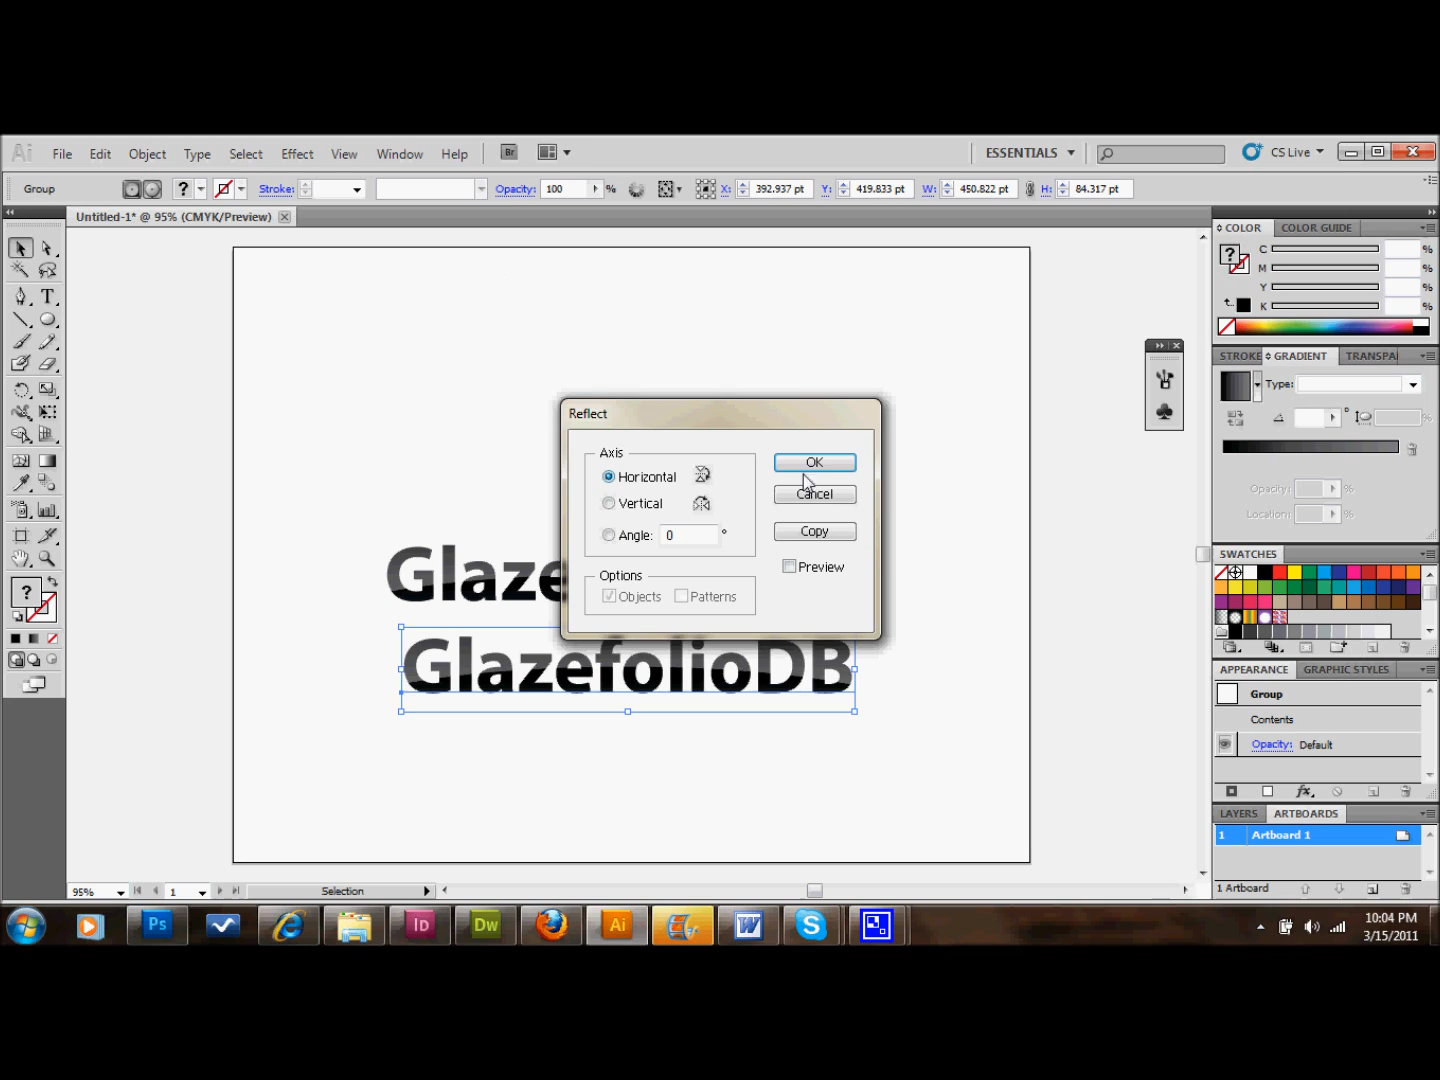 Ai File Edit Object Type Select Effect View Window Help Br ESSENTIALS CS Live
Group ? Stroke: Opacity: 100 % X: 392.937 pt Y: 419.833 pt W: 450.822 pt H: 84.317 pt
Untitled-1* @ 95% (CMYK/Preview)
COLOR COLOR GUIDE
? C %
M %
Y %
K %
STROKE GRADIENT TRANSPA
Type:
°
%
Opacity: %
Location: %
Reflect
Axis
Horizontal
Vertical
Angle: 0 °
Options
Objects Patterns
OK
Cancel
Copy
Preview
Glaze
GlazefolioDB
T
?
SWATCHES
APPEARANCE GRAPHIC STYLES
Group
Contents
Opacity: Default
fx
LAYERS ARTBOARDS
1 Artboard 1
1 Artboard
95% 1 Selection
Ps Id Dw Ai W S
10:04 PM
3/15/2011